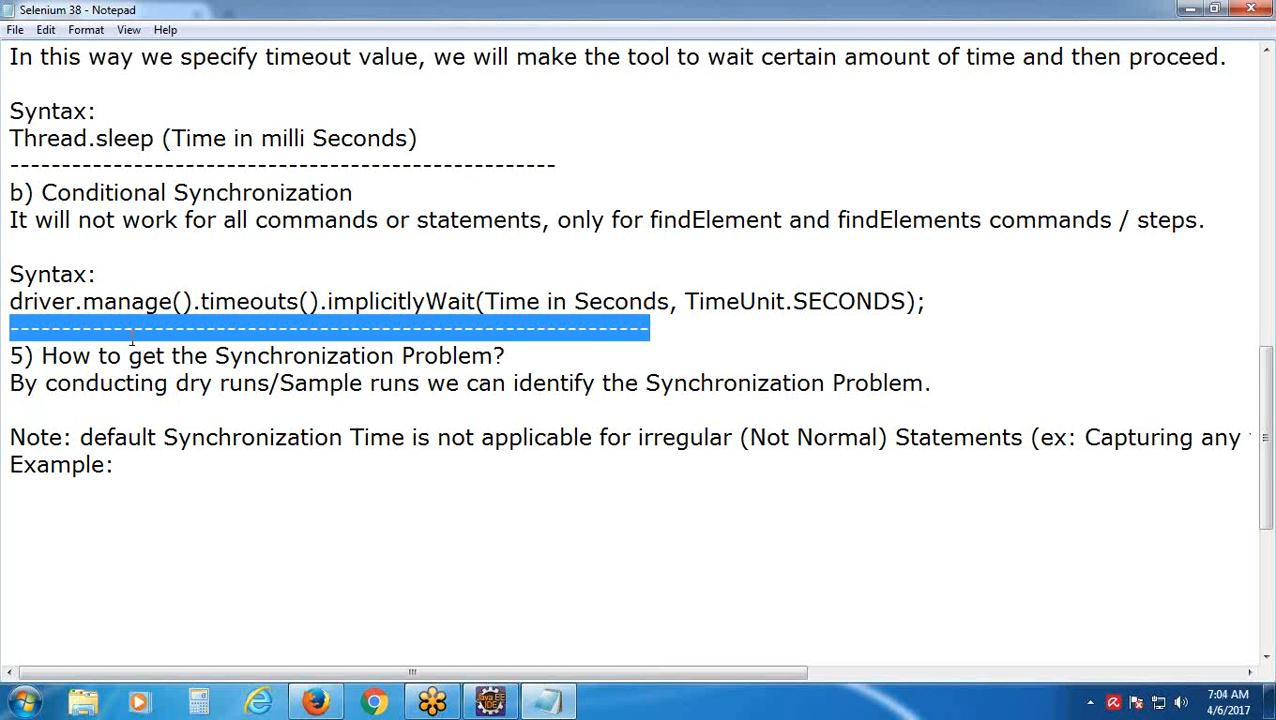 Selenium 38 - Notepad
File Edit Format View Help
In this way we specify timeout value, we will make the tool to wait certain amount of time and then proceed.
Syntax:
Thread.sleep (Time in milli Seconds)
----------------------------------------------------
b) Conditional Synchronization
It will not work for all commands or statements, only for findElement and findElements commands / steps.
Syntax:
driver.manage().timeouts().implicitlyWait(Time in Seconds, TimeUnit.SECONDS);
-------------------------------------------------------------
5) How to get the Synchronization Problem?
By conducting dry runs/Sample runs we can identify the Synchronization Problem.
Note: default Synchronization Time is not applicable for irregular (Not Normal) Statements (ex: Capturing any
Example:
Java EE
IDE
7:04 AM
4/6/2017